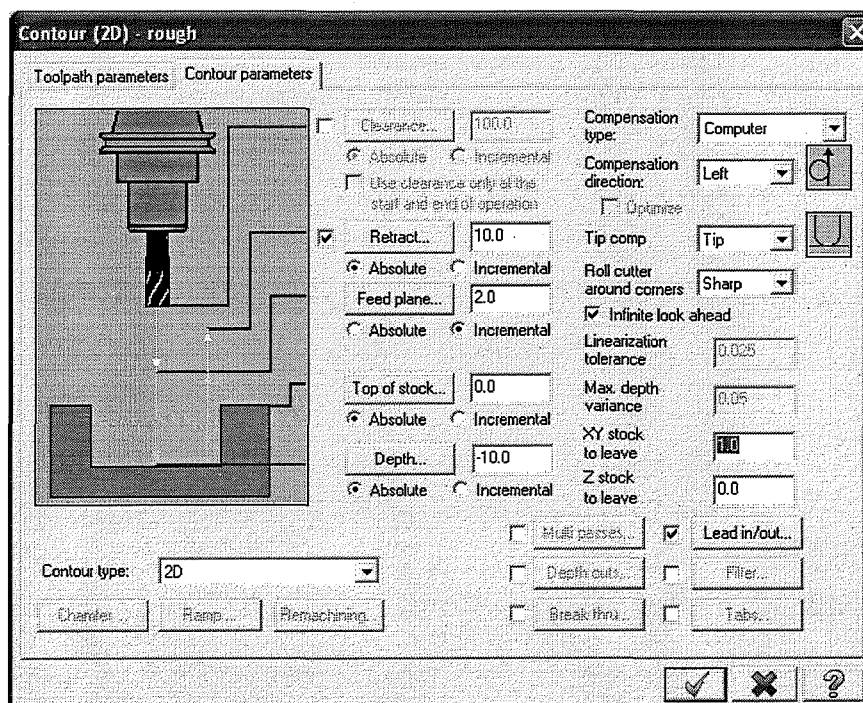 Contour (2D) - rough
Toolpath parameters
Contour parameters
Clearance...
100.0
Absolute
Incremental
Use clearance only at the
start and end of operation
Retract...
10.0
Absolute
Incremental
Feed plane...
2.0
Absolute
Incremental
Top of stock...
0.0
Absolute
Incremental
Depth...
-10.0
Absolute
Incremental
Compensation
type:
Computer
Compensation
direction:
Left
Optimize
Tip comp
Tip
Roll cutter
around corners
Sharp
Infinite look ahead
Linearization
tolerance
0.025
Max. depth
variance
0.05
XY stock
to leave
1.0
Z stock
to leave
0.0
Contour type:
2D
Chamfer...
Ramp...
Remachining.
Multi passes...
Lead in/out...
Depth cuts...
Filter...
Break thru...
Tabs...
?